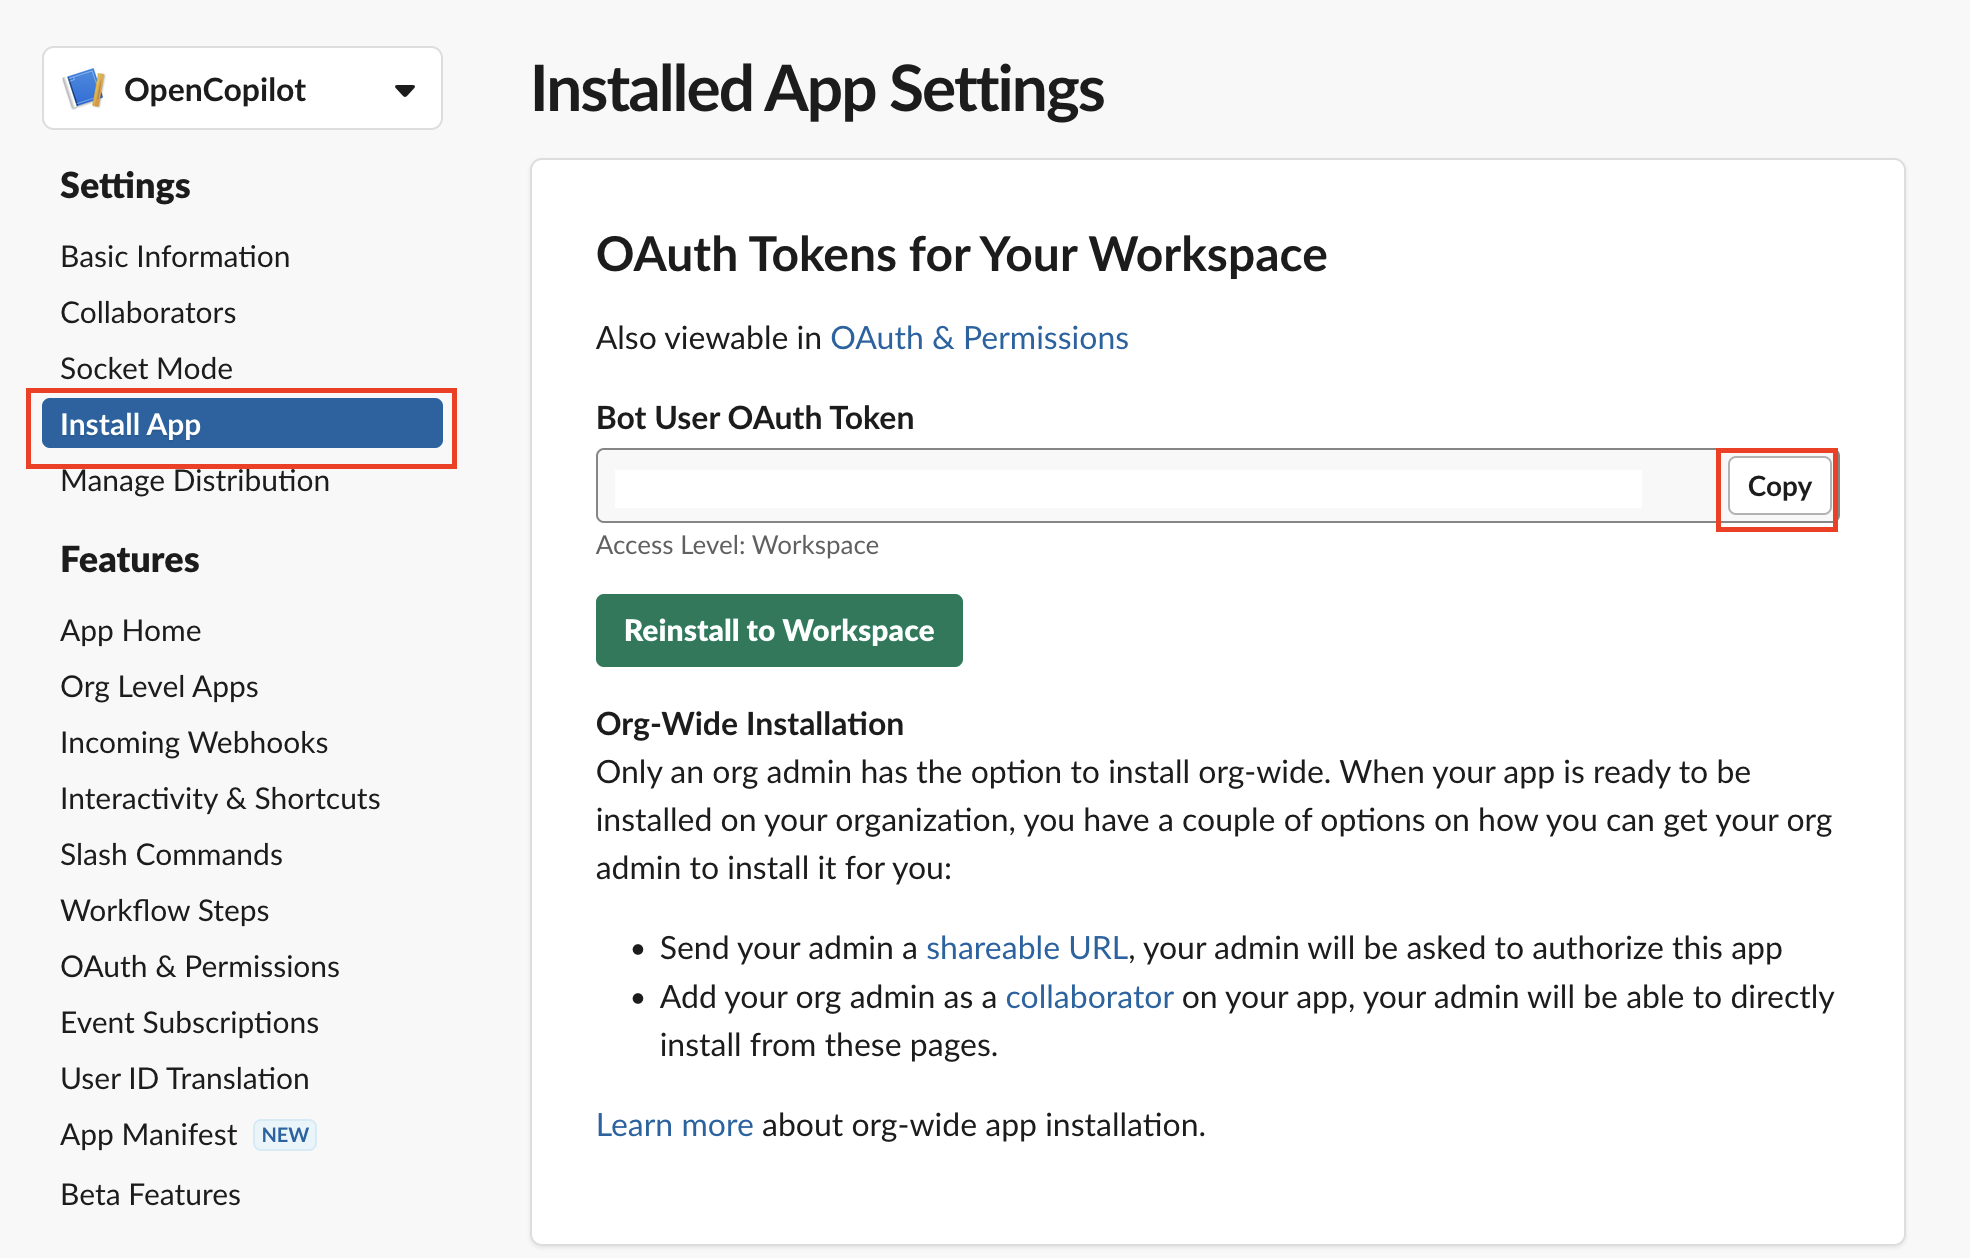 OpenCopilot
Settings
Basic Information
Collaborators
Socket Mode
Install App
Manage Distribution
Features
App Home
Org Level Apps
Incoming Webhooks
Interactivity & Shortcuts
Slash Commands
Workflow Steps
OAuth & Permissions
Event Subscriptions
User ID Translation
App Manifest NEW
Beta Features
Installed App Settings
OAuth Tokens for Your Workspace
Also viewable in OAuth & Permissions
Bot User OAuth Token
Copy
Access Level: Workspace
Reinstall to Workspace
Org-Wide Installation
Only an org admin has the option to install org-wide. When your app is ready to be
installed on your organization, you have a couple of options on how you can get your org
admin to install it for you:
• Send your admin a shareable URL, your admin will be asked to authorize this app
• Add your org admin as a collaborator on your app, your admin will be able to directly
install from these pages.
Learn more about org-wide app installation.